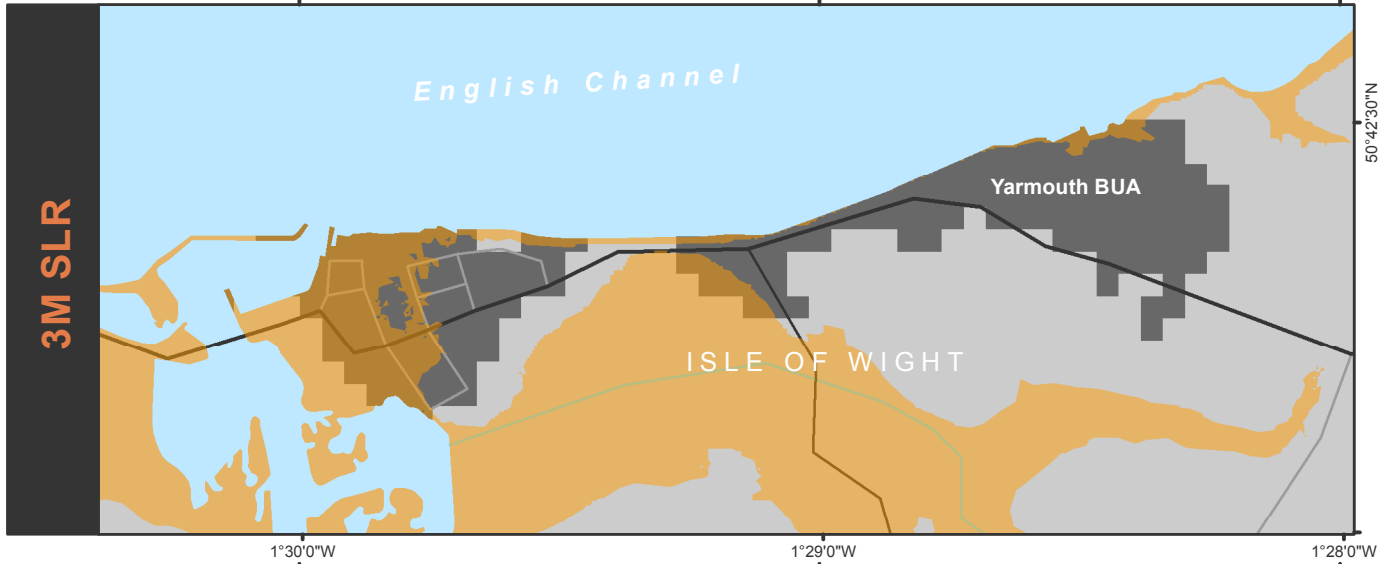 3M SLR
English Channel
Yarmouth BUA
ISLE OF WIGHT
50°42'30"N
1°30'0"W
1°29'0"W
1°28'0"W